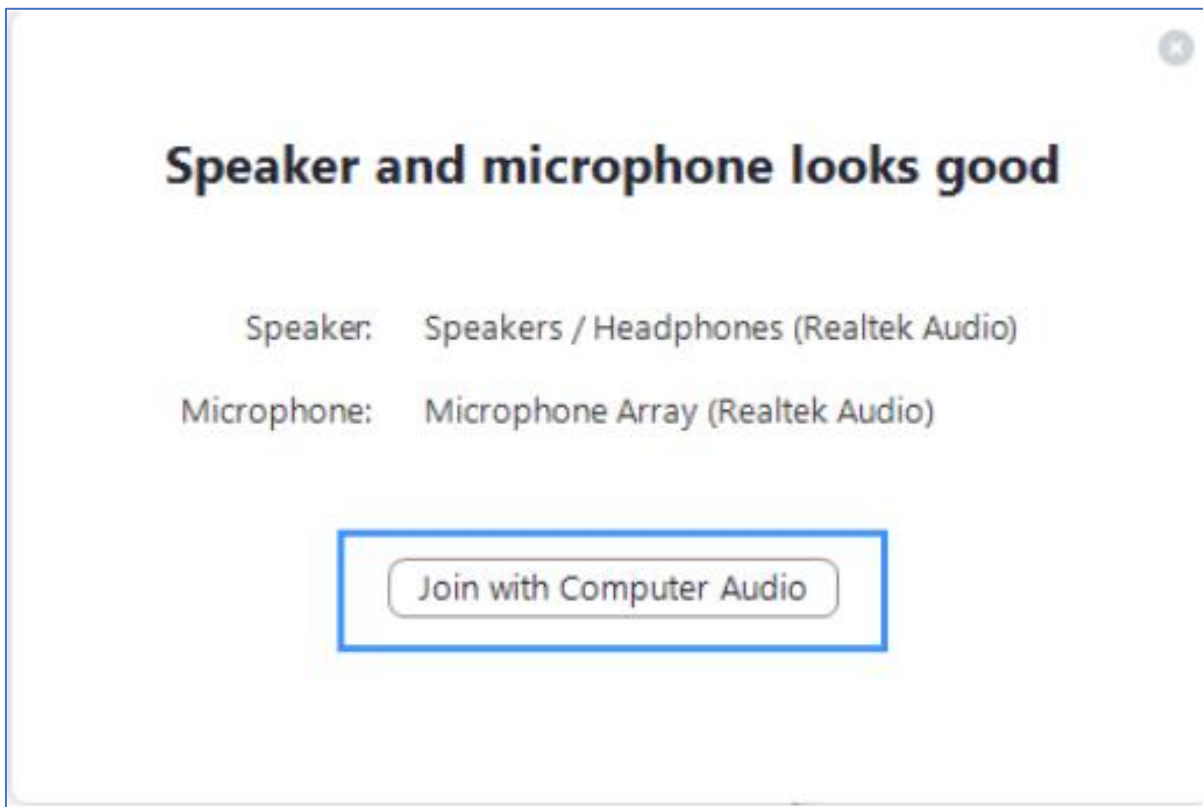 Speaker and microphone looks good
Speaker: Speakers / Headphones (Realtek Audio)
Microphone: Microphone Array (Realtek Audio)
Join with Computer Audio